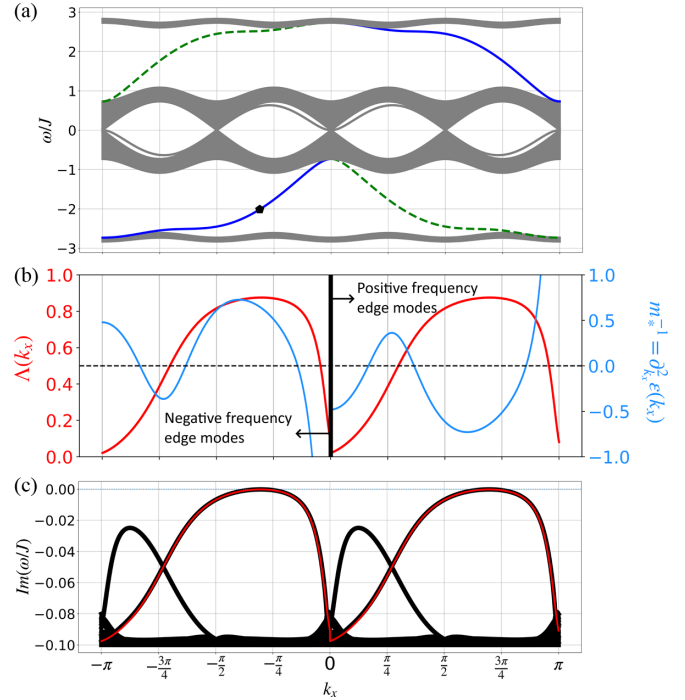 (a)
3
2
1
0
−1
−2
−3
ω/J
(b)
1.0
0.8
0.6
0.4
0.2
0.0
Λ(kₓ)
Positive frequency
edge modes
Negative frequency
edge modes
1.0
0.5
0.0
−0.5
−1.0
m∗⁻¹ = ∂²ₖₓ ε(kₓ)
(c)
0.00
−0.02
−0.04
−0.06
−0.08
−0.10
Im(ω/J)
−π −3π/4 −π/2 −π/4 0 π/4 π/2 3π/4 π
kₓ